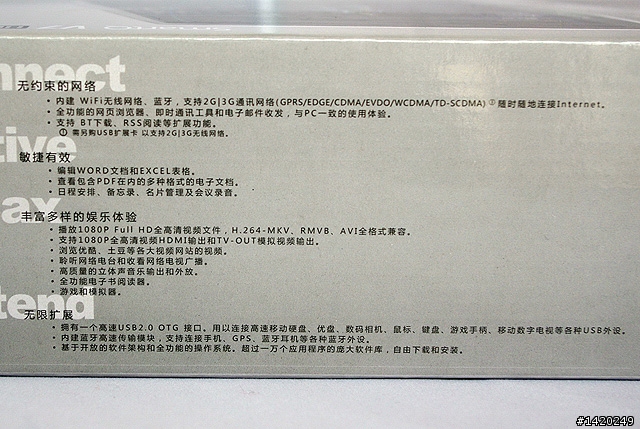 nnect
无约束的网络
• 内建 WiFi无线网络、蓝牙，支持2G|3G通讯网络(GPRS/EDGE/CDMA/EVDO/WCDMA/TD-SCDMA) ①随时随地连接Internet。
• 全功能的网页浏览器、即时通讯工具和电子邮件收发，与PC一致的使用体验。
• 支持 BT下载、RSS阅读等扩展功能。
① 需另购USB扩展卡 以支持2G|3G无线网络。
tive
敏捷有效
• 编辑WORD文档和EXCEL表格。
• 查看包含PDF在内的多种格式的电子文档。
• 日程安排、备忘录、名片管理及会议录音。
ax
丰富多样的娱乐体验
• 播放1080P Full HD全高清视频文件，H.264-MKV、RMVB、AVI全格式兼容。
• 支持1080P全高清视频HDMI输出和TV-OUT模拟视频输出。
• 浏览优酷、土豆等各大视频网站的视频。
• 聆听网络电台和收看网络电视广播。
• 高质量的立体声音乐输出和外放。
• 全功能电子书阅读器。
• 游戏和模拟器。
tend
无限扩展
• 拥有一个高速USB2.0 OTG 接口。用以连接高速移动硬盘、优盘、数码相机、鼠标、键盘、游戏手柄、移动数字电视等各种USB外设。
• 内建蓝牙高速传输模块，支持连接手机、GPS、蓝牙耳机等各种蓝牙外设。
• 基于开放的软件架构和全功能的操作系统。超过一万个应用程序的庞大软件库，自由下载和安装。
#1420249